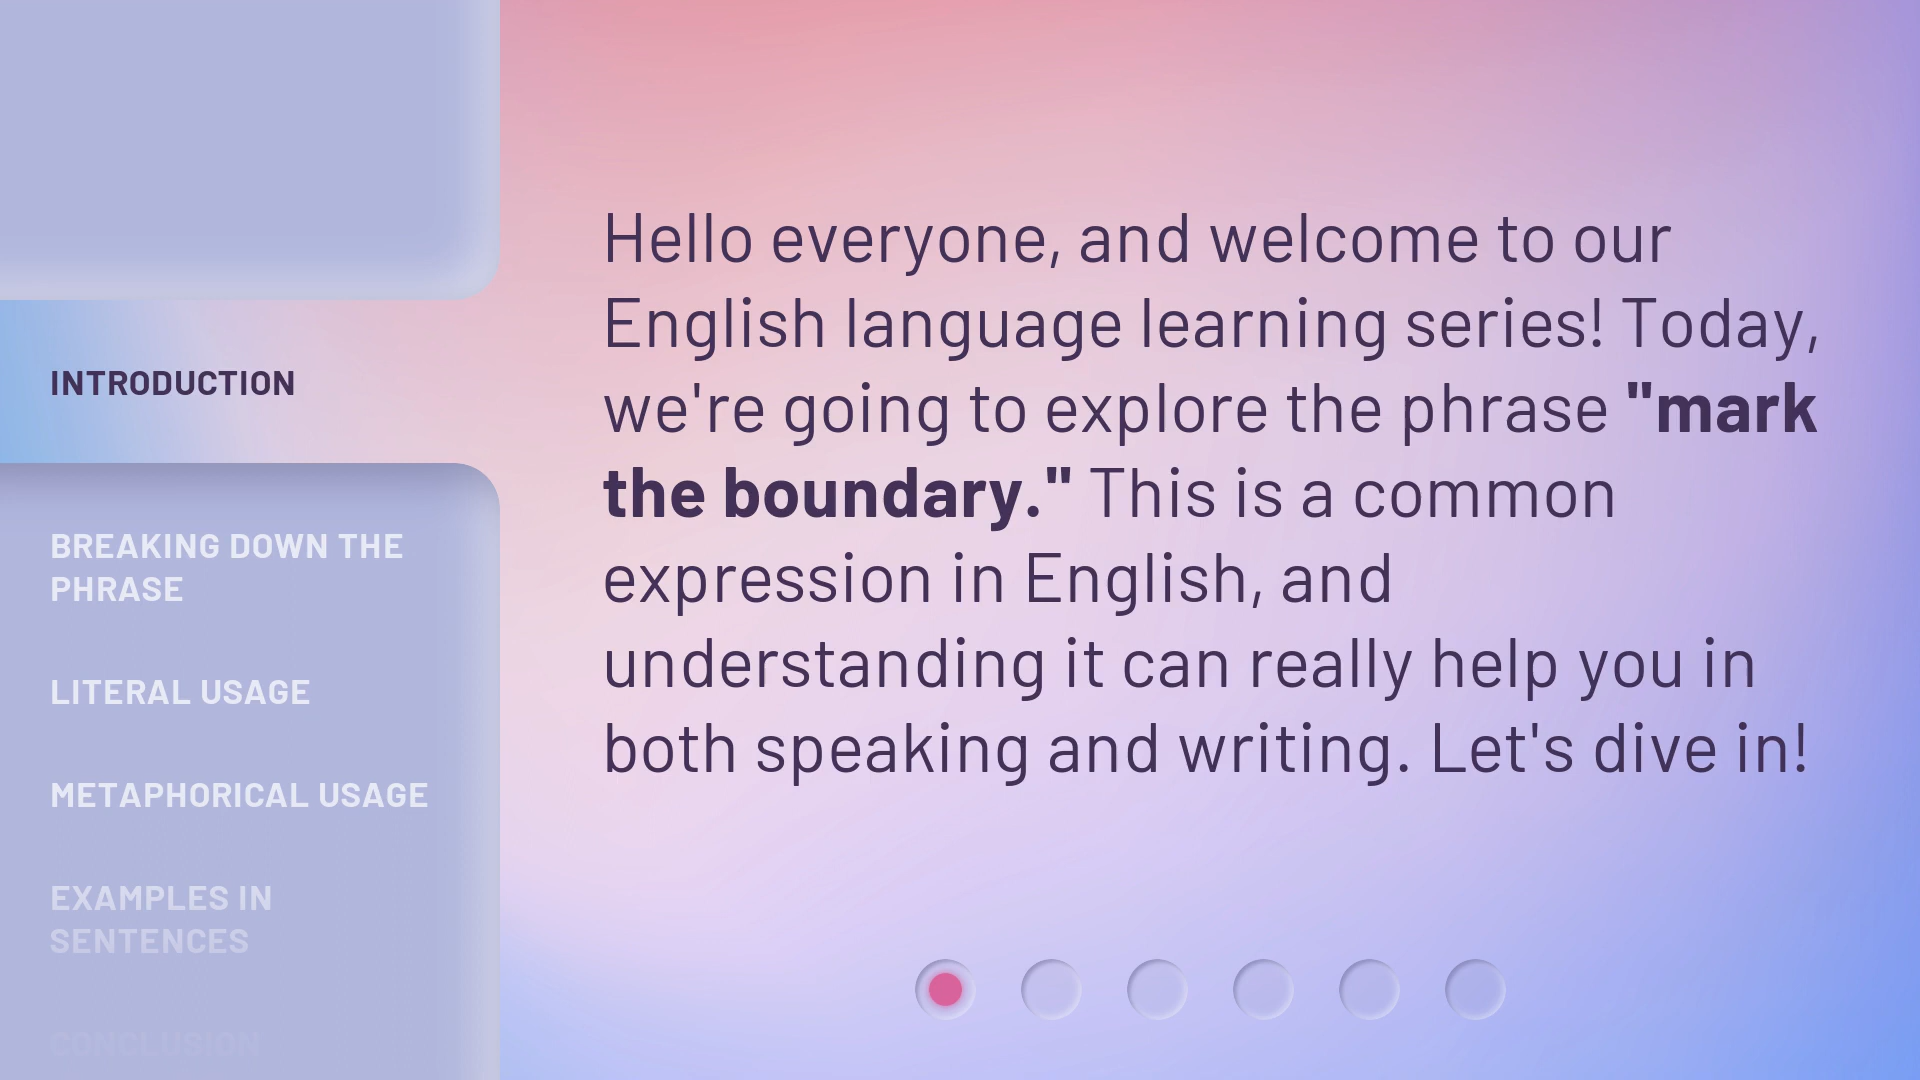 INTRODUCTION
BREAKING DOWN THE
PHRASE
LITERAL USAGE
METAPHORICAL USAGE
EXAMPLES IN
SENTENCES
CONCLUSION
Hello everyone, and welcome to our
English language learning series! Today,
we're going to explore the phrase "mark
the boundary." This is a common
expression in English, and
understanding it can really help you in
both speaking and writing. Let's dive in!